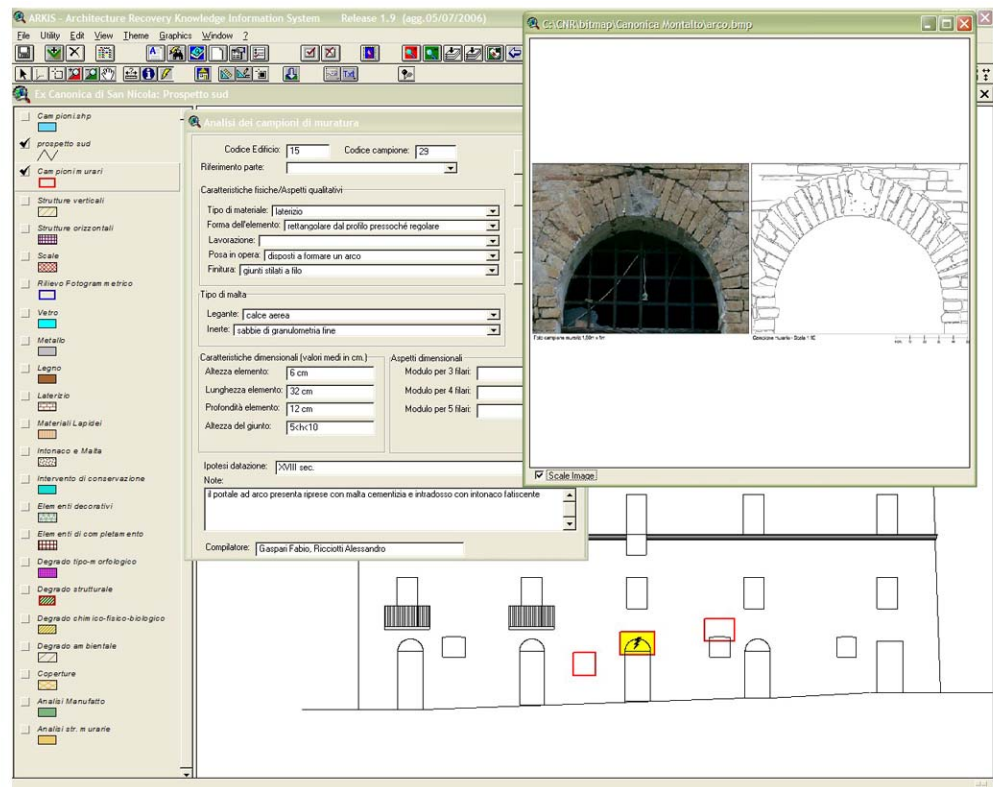 ARKIS - Architecture Recovery Knowledge Information System Release 1.9 (agg.05/07/2006)
File Utility Edit View Theme Graphics Window ?
Ex Canonica di San Nicola: Prospetto sud
Campioni.shp
prospetto sud
Campioni murari
Strutture verticali
Strutture orizzontali
Scale
Rilievo Fotogrammetrico
Vetro
Metallo
Legno
Laterizio
Materiali Lapidei
Intonaco e Malta
Intervento di conservazione
Elementi decorativi
Elementi di completamento
Degrado tipo-morfologico
Degrado strutturale
Degrado chimico-fisico-biologico
Degrado ambientale
Coperture
Analisi Manufatto
Analisi str. murarie
Analisi dei campioni di muratura
Codice Edificio: 15 Codice campione: 29
Riferimento parte:
Caratteristiche fisiche/Aspetti qualitativi
Tipo di materiale: laterizio
Forma dell'elemento: rettangolare dal profilo pressoché regolare
Lavorazione:
Posa in opera: disposti a formare un arco
Finitura: giunti stilati a filo
Tipo di malta
Legante: calce aerea
Inerte: sabbie di granulometria fine
Caratteristiche dimensionali (valori medi in cm.)
Altezza elemento: 6 cm
Lunghezza elemento: 32 cm
Profondità elemento: 12 cm
Altezza del giunto: 5<h<10
Aspetti dimensionali
Modulo per 3 filari:
Modulo per 4 filari:
Modulo per 5 filari:
Ipotesi datazione: XVIII sec.
Note:
il portale ad arco presenta riprese con malta cementizia e intradosso con intonaco fatiscente
Compilatore: Gaspari Fabio, Ricciotti Alessandro
C:\CNR\bitmap\Canonica Montalto\arco.bmp
Scale Image